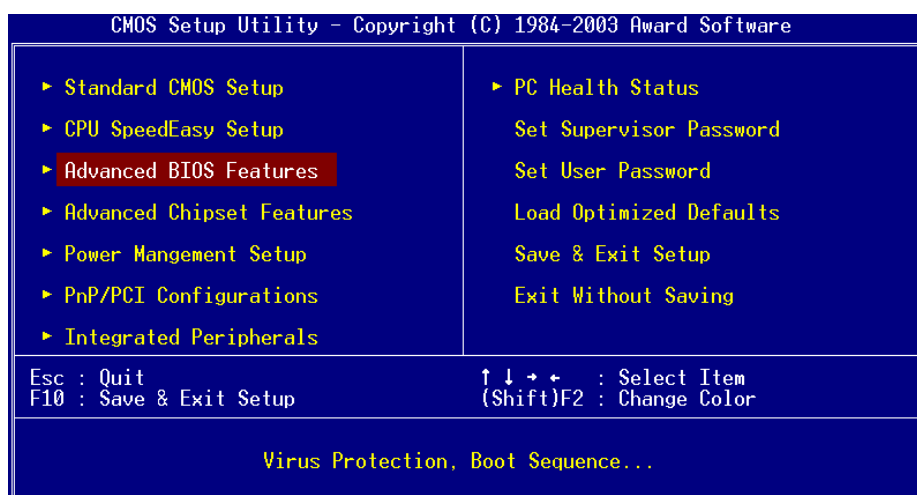 CMOS Setup Utility - Copyright (C) 1984-2003 Award Software
► Standard CMOS Setup
► CPU SpeedEasy Setup
► Advanced BIOS Features
► Advanced Chipset Features
► Power Mangement Setup
► PnP/PCI Configurations
► Integrated Peripherals
► PC Health Status
Set Supervisor Password
Set User Password
Load Optimized Defaults
Save & Exit Setup
Exit Without Saving
Esc : Quit
F10 : Save & Exit Setup
↑ ↓ → ← : Select Item
(Shift)F2 : Change Color
Virus Protection, Boot Sequence...